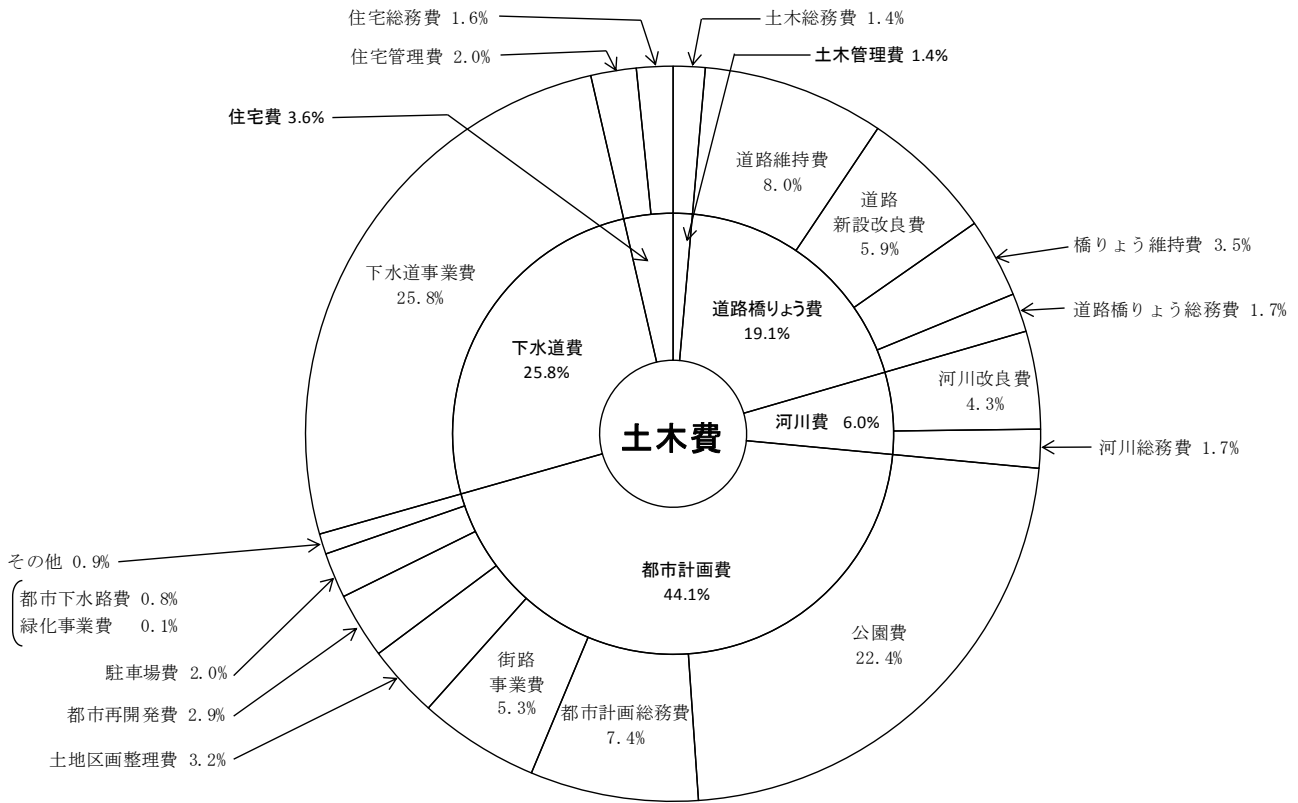 住宅総務費 1.6%
土木総務費 1.4%
住宅管理費 2.0%
土木管理費 1.4%
住宅費 3.6%
道路維持費
8.0%
道路
新設改良費
5.9%
橋りょう維持費 3.5%
道路橋りょう総務費 1.7%
下水道事業費
25.8%
道路橋りょう費
19.1%
下水道費
25.8%
河川改良費
4.3%
河川費 6.0%
土木費
河川総務費 1.7%
その他 0.9%
都市下水路費 0.8%
緑化事業費 0.1%
都市計画費
44.1%
公園費
22.4%
駐車場費 2.0%
都市再開発費 2.9%
土地区画整理費 3.2%
街路
事業費
5.3%
都市計画総務費
7.4%